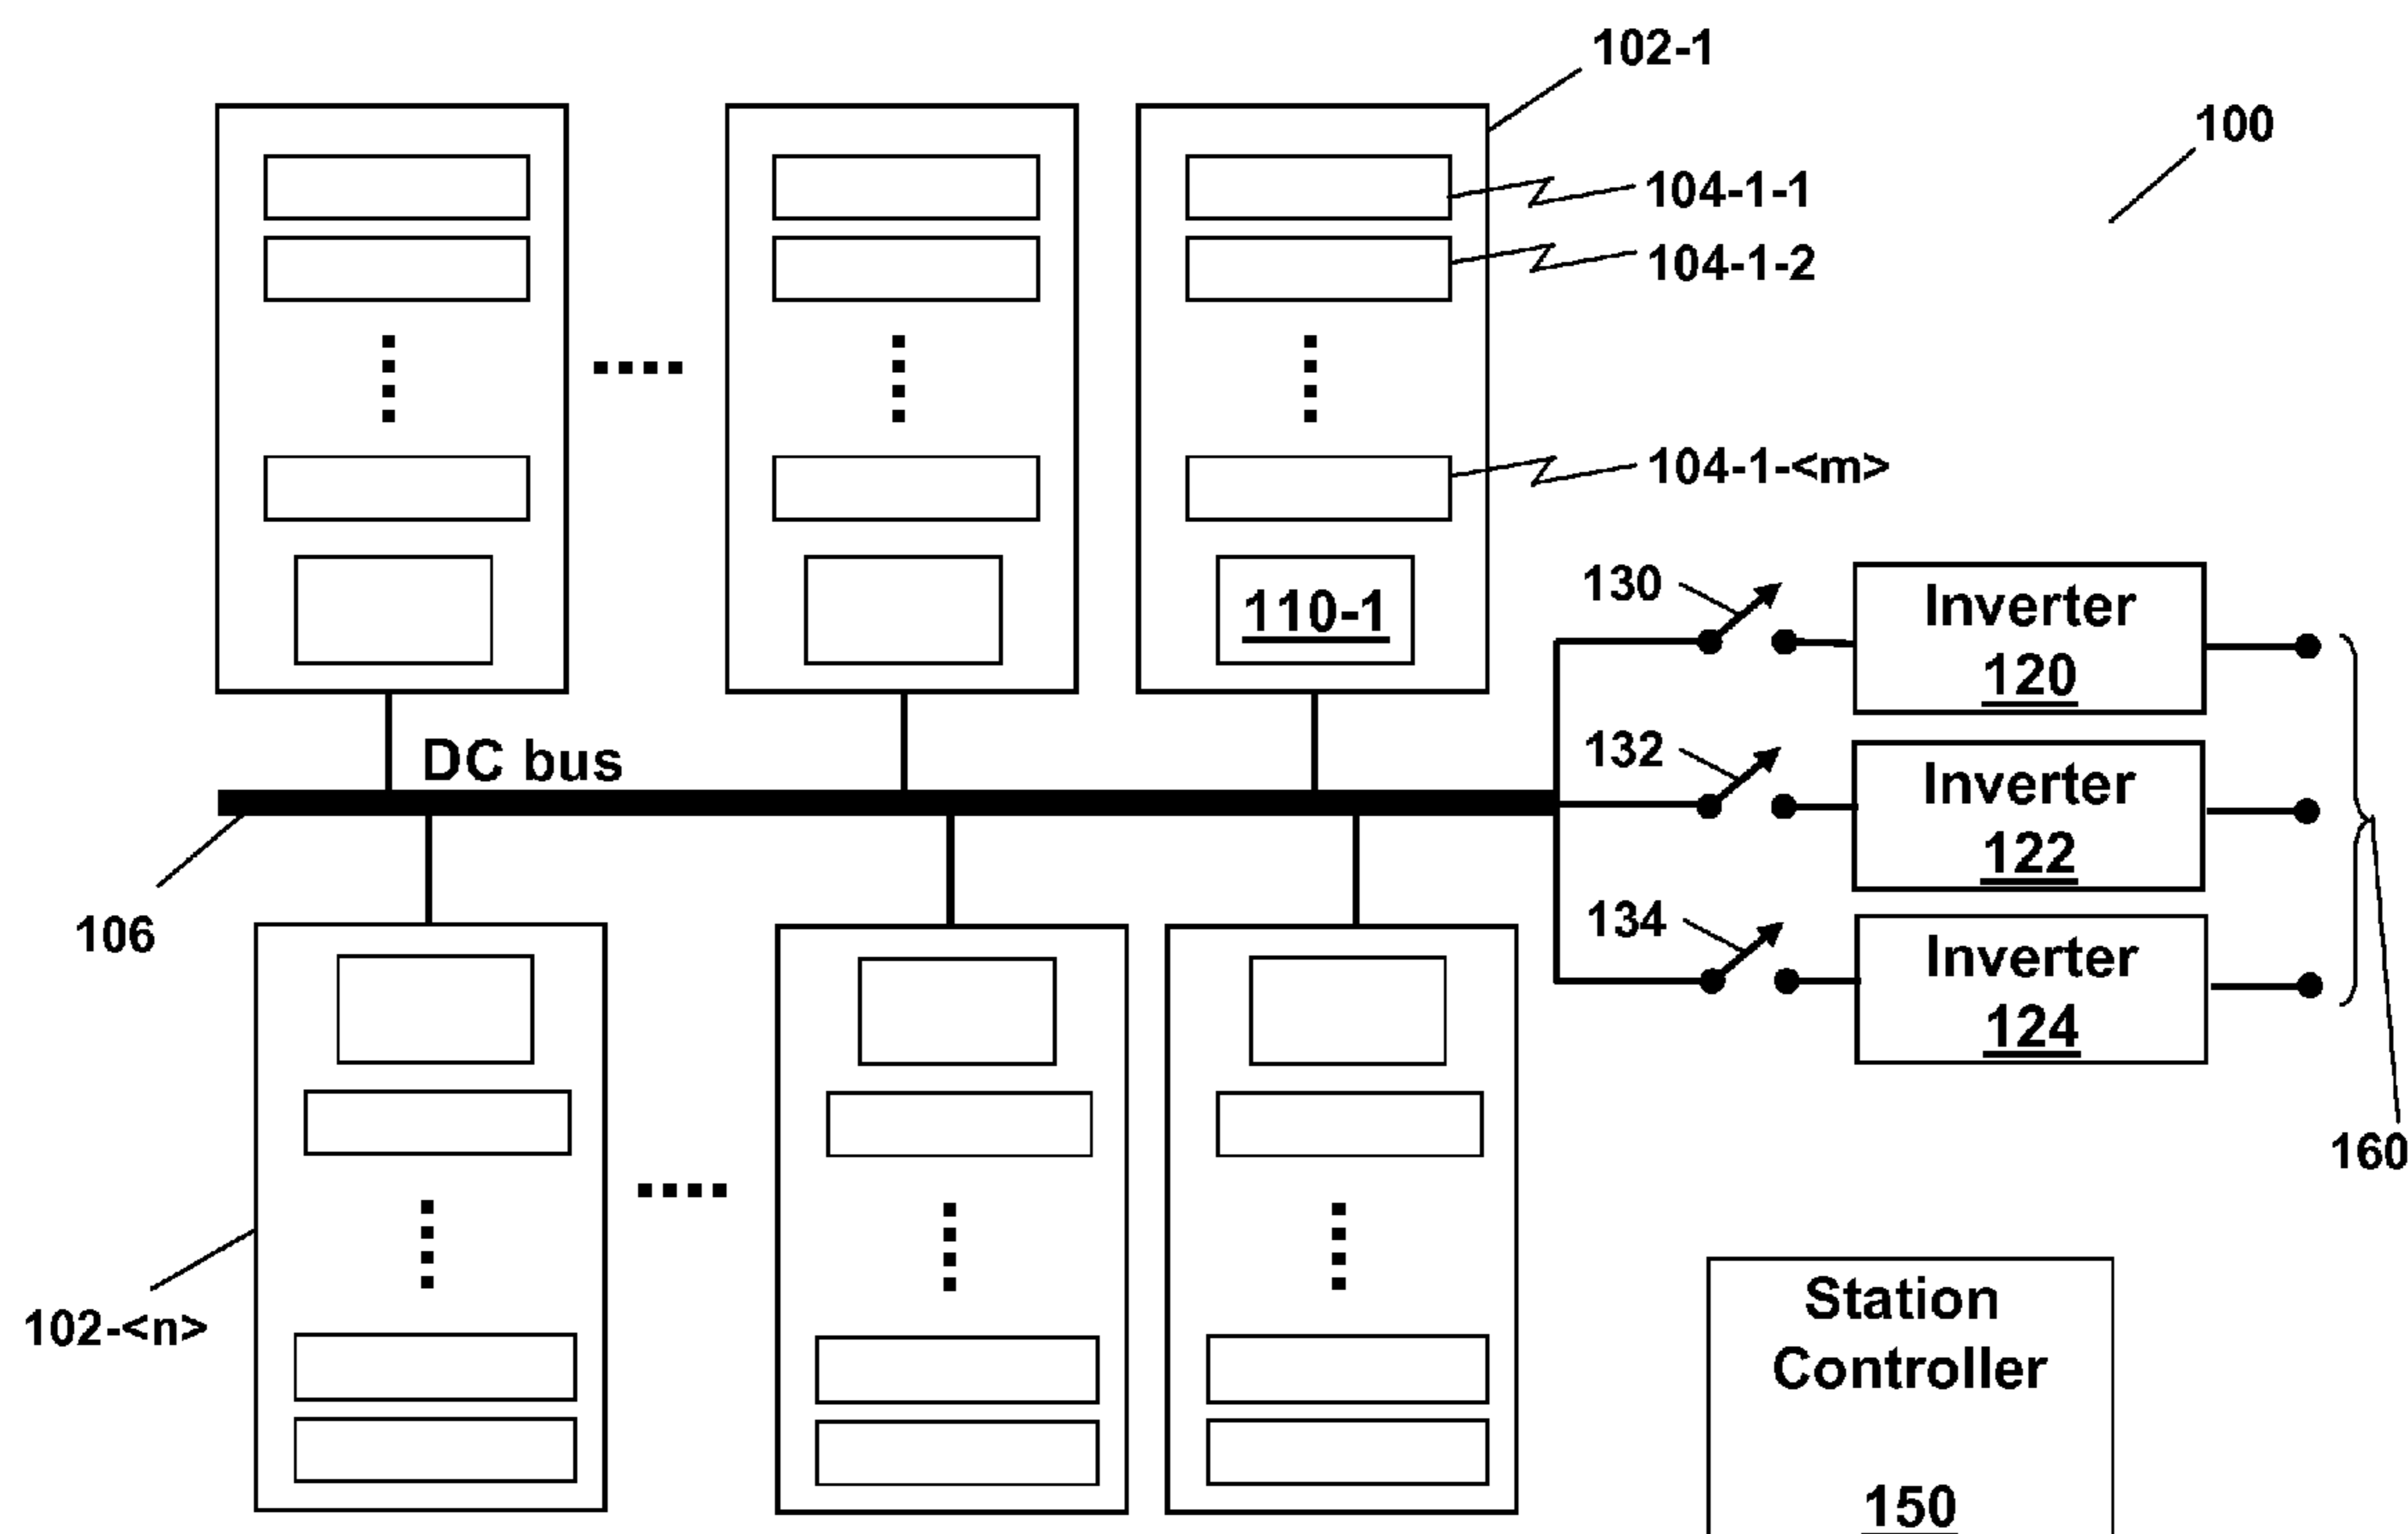 102-1
100
104-1-1
104-1-2
104-1-<m>
110-1
130
Inverter
120
DC bus
132
Inverter
122
106
134
Inverter
124
160
102-<n>
Station
Controller
150